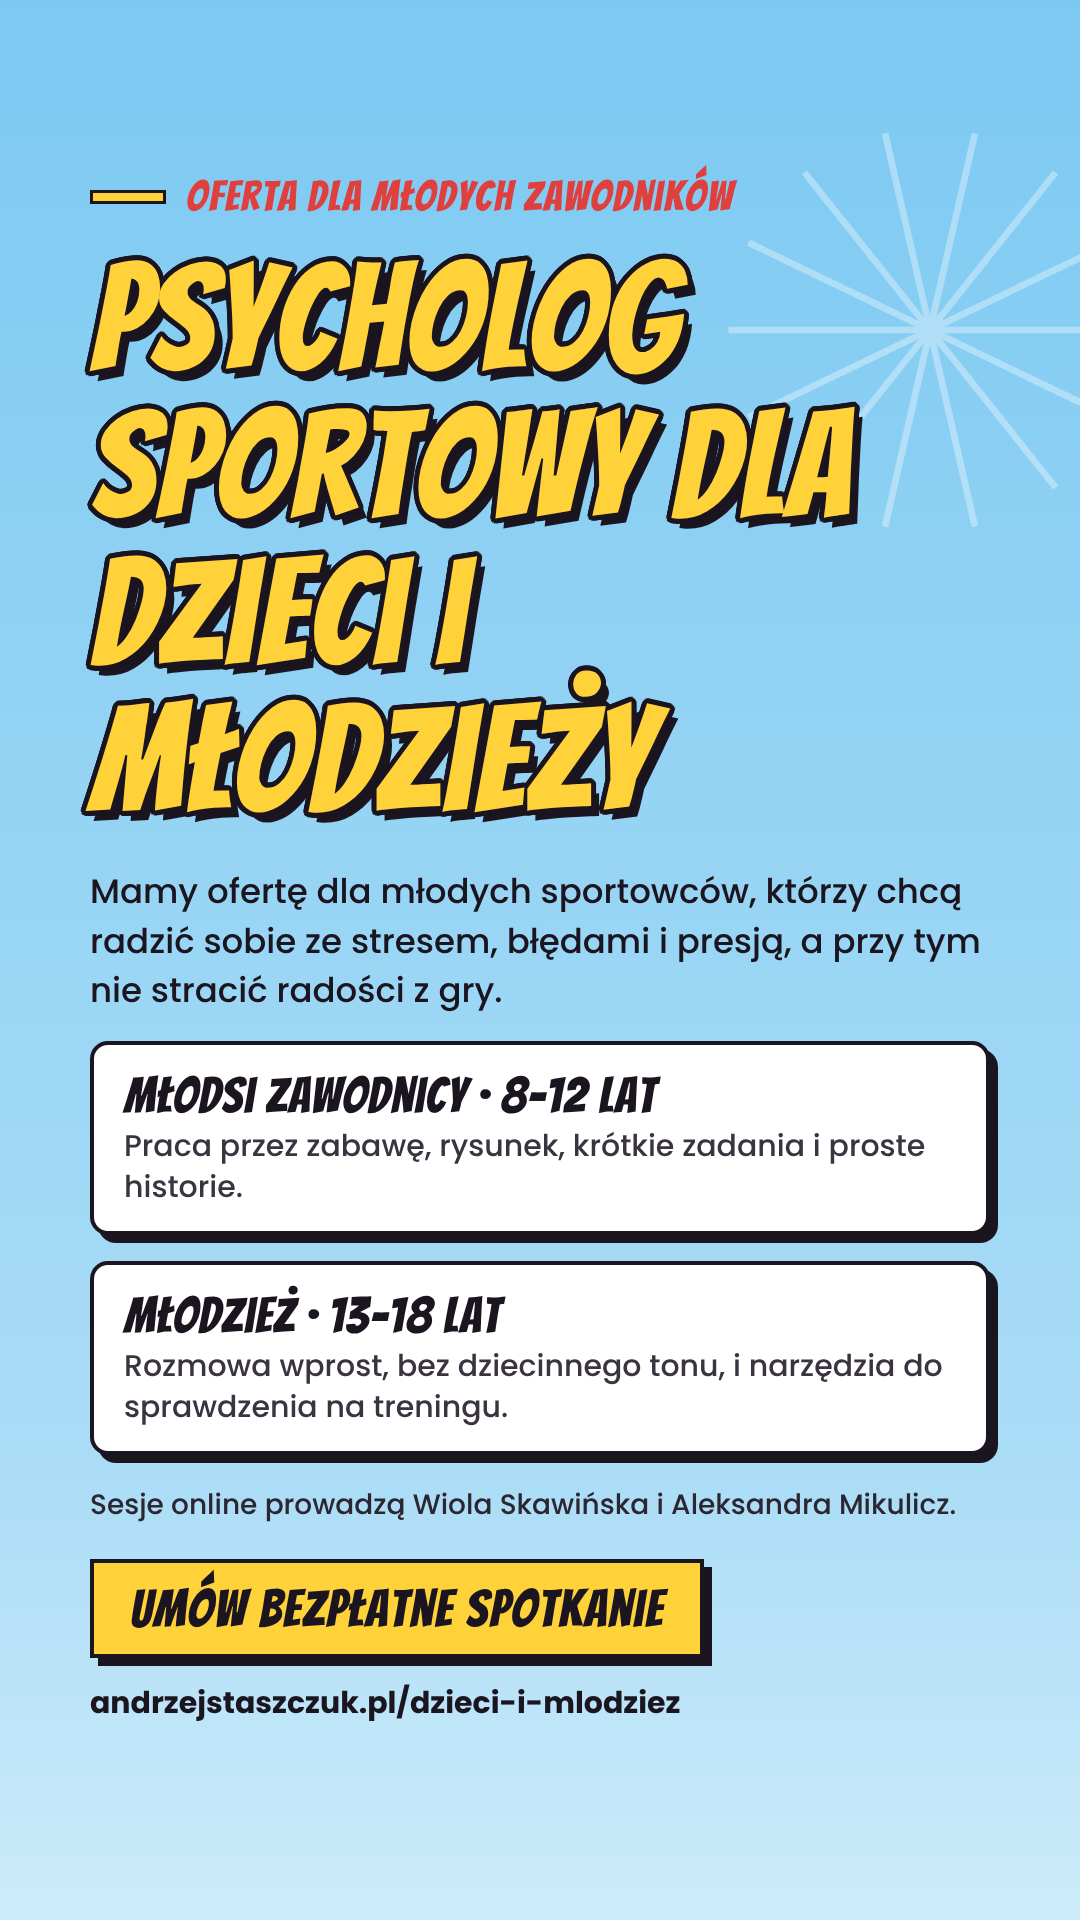 OFERTA DLA MŁODYCH ZAWODNIKÓW
PSYCHOLOG
SPORTOWY DLA
DZIECI I
MŁODZIEŻY
Mamy ofertę dla młodych sportowców, którzy chcą
radzić sobie ze stresem, błędami i presją, a przy tym
nie stracić radości z gry.
MŁODSI ZAWODNICY · 8–12 LAT
Praca przez zabawę, rysunek, krótkie zadania i proste
historie.
MŁODZIEŻ · 13–18 LAT
Rozmowa wprost, bez dziecinnego tonu, i narzędzia do
sprawdzenia na treningu.
Sesje online prowadzą Wiola Skawińska i Aleksandra Mikulicz.
UMÓW BEZPŁATNE SPOTKANIE
andrzejstaszczuk.pl/dzieci-i-mlodziez